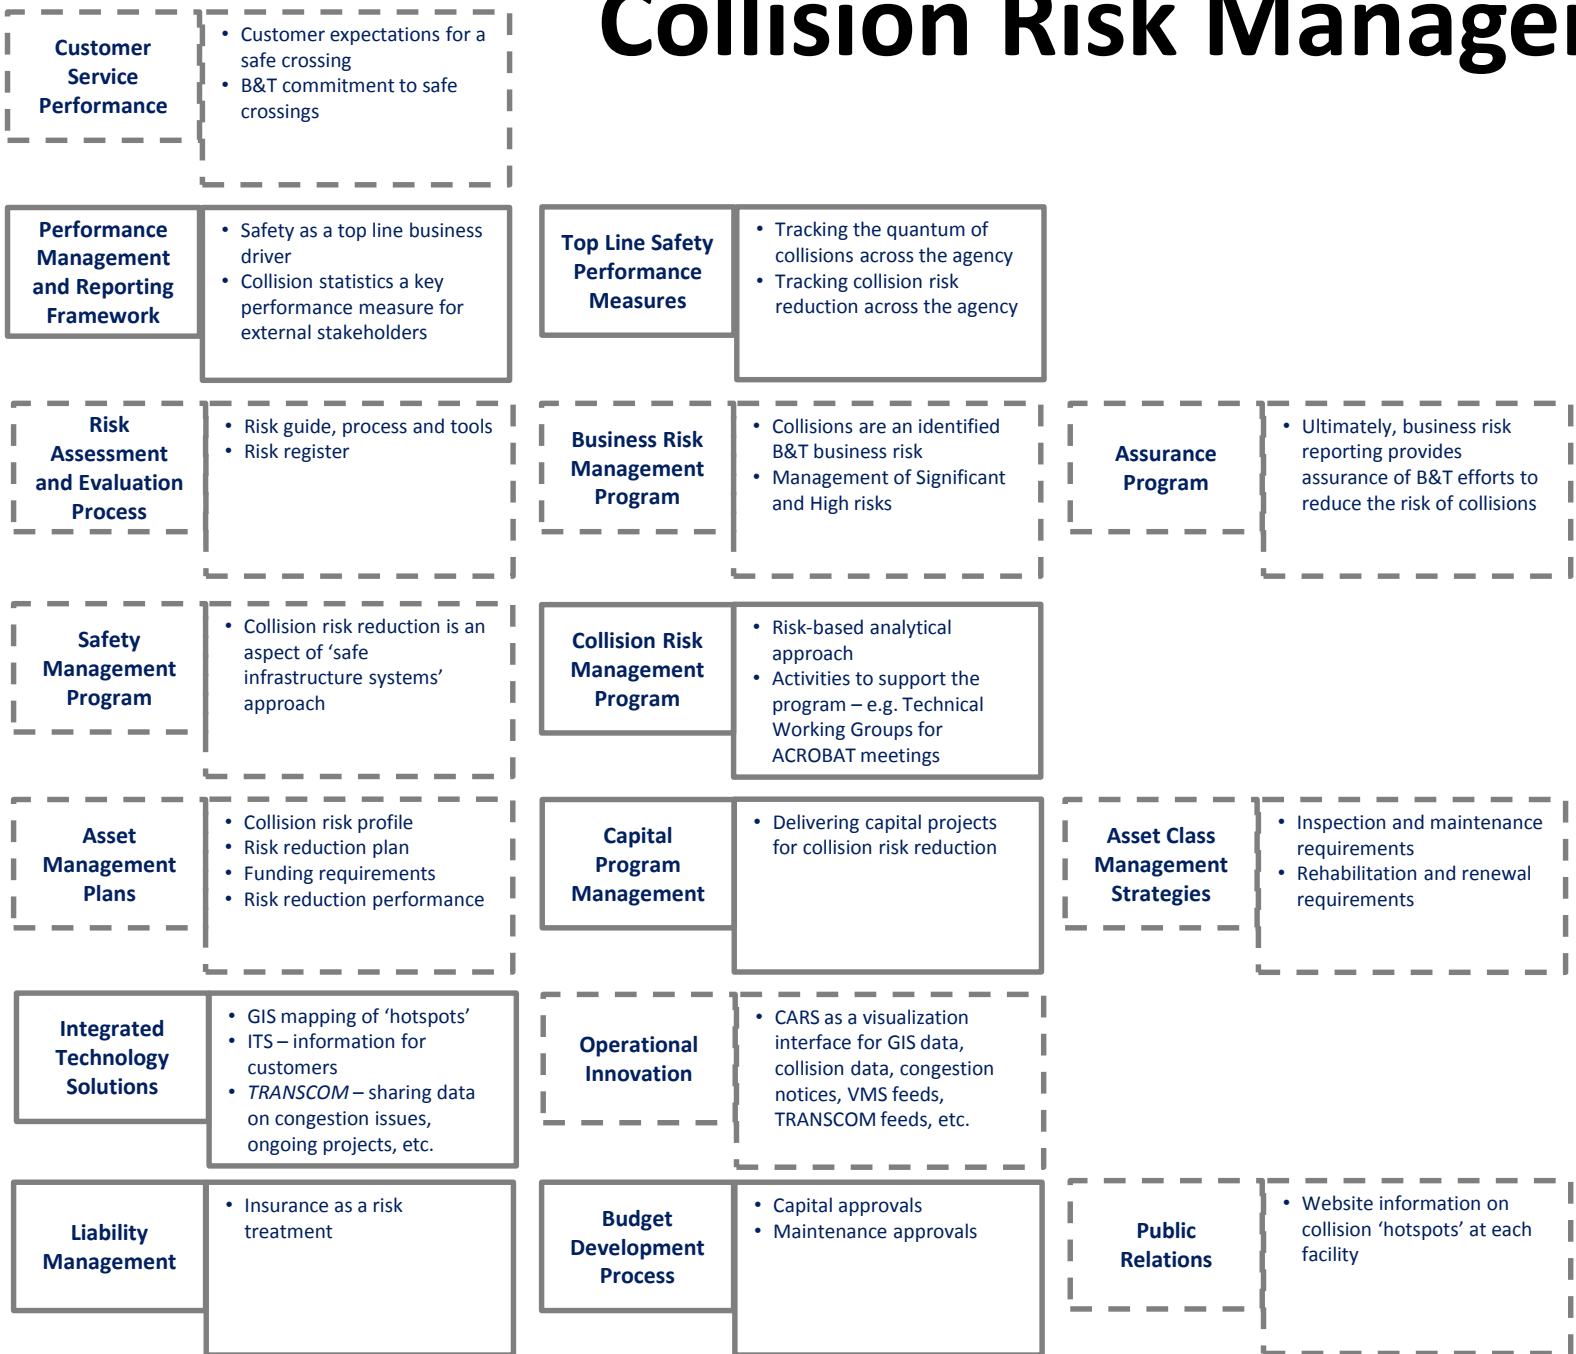 Collision Risk Manage
Customer
Service
Performance
• Customer expectations for a
safe crossing
• B&T commitment to safe
crossings
Performance
Management
and Reporting
Framework
• Safety as a top line business
driver
• Collision statistics a key
performance measure for
external stakeholders
Top Line Safety
Performance
Measures
• Tracking the quantum of
collisions across the agency
• Tracking collision risk
reduction across the agency
Risk
Assessment
and Evaluation
Process
• Risk guide, process and tools
• Risk register
Business Risk
Management
Program
• Collisions are an identified
B&T business risk
• Management of Significant
and High risks
Assurance
Program
• Ultimately, business risk
reporting provides
assurance of B&T efforts to
reduce the risk of collisions
Safety
Management
Program
• Collision risk reduction is an
aspect of ‘safe
infrastructure systems’
approach
Collision Risk
Management
Program
• Risk-based analytical
approach
• Activities to support the
program – e.g. Technical
Working Groups for
ACROBAT meetings
Asset
Management
Plans
• Collision risk profile
• Risk reduction plan
• Funding requirements
• Risk reduction performance
Capital
Program
Management
• Delivering capital projects
for collision risk reduction
Asset Class
Management
Strategies
• Inspection and maintenance
requirements
• Rehabilitation and renewal
requirements
Integrated
Technology
Solutions
• GIS mapping of ‘hotspots’
• ITS – information for
customers
• TRANSCOM – sharing data
on congestion issues,
ongoing projects, etc.
Operational
Innovation
• CARS as a visualization
interface for GIS data,
collision data, congestion
notices, VMS feeds,
TRANSCOM feeds, etc.
Liability
Management
• Insurance as a risk
treatment
Budget
Development
Process
• Capital approvals
• Maintenance approvals
Public
Relations
• Website information on
collision ‘hotspots’ at each
facility